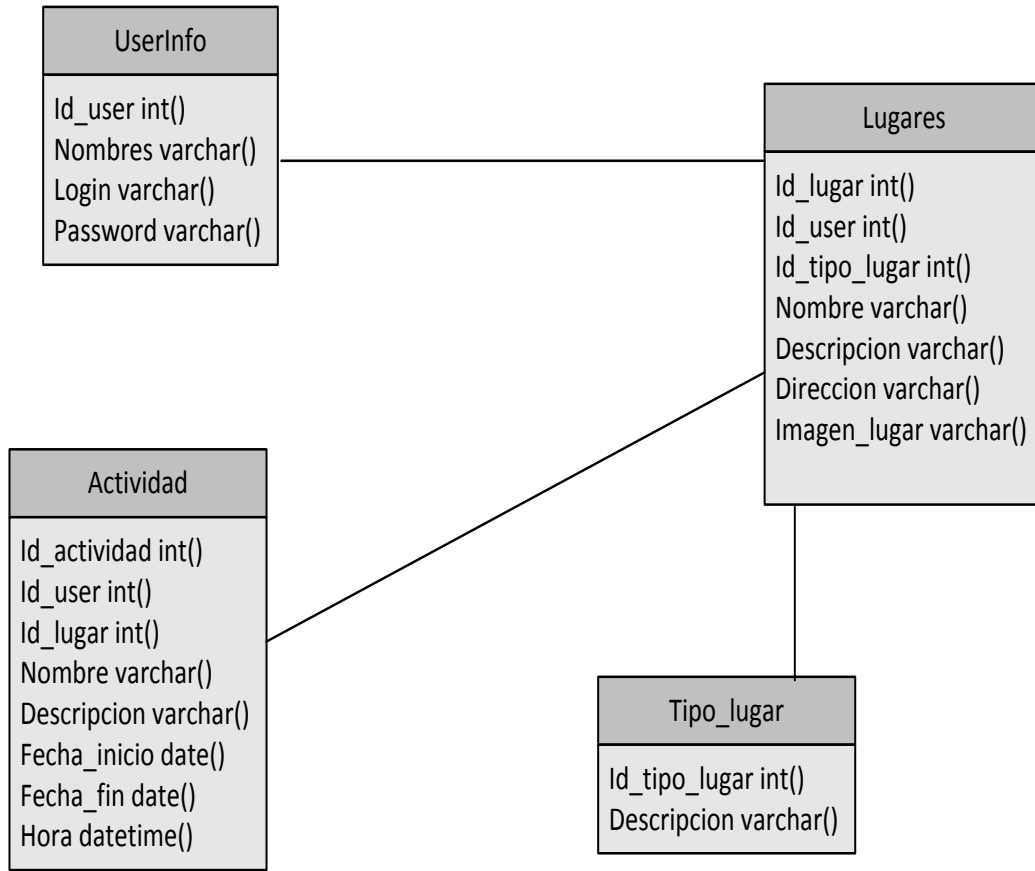 UserInfo
Id_user int()
Nombres varchar()
Login varchar()
Password varchar()
Lugares
Id_lugar int()
Id_user int()
Id_tipo_lugar int()
Nombre varchar()
Descripcion varchar()
Direccion varchar()
Imagen_lugar varchar()
Actividad
Id_actividad int()
Id_user int()
Id_lugar int()
Nombre varchar()
Descripcion varchar()
Fecha_inicio date()
Fecha_fin date()
Hora datetime()
Tipo_lugar
Id_tipo_lugar int()
Descripcion varchar()